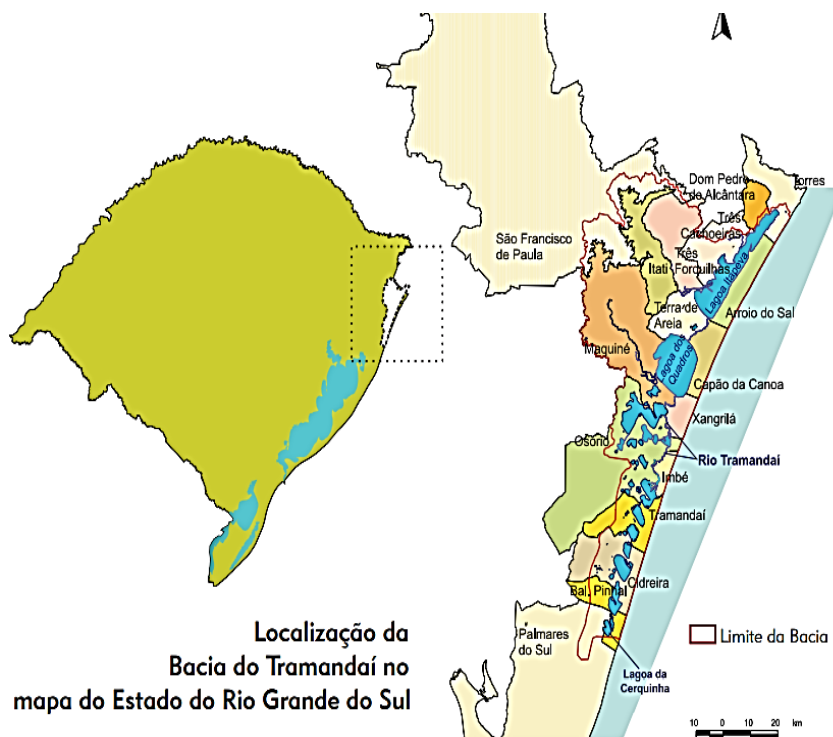 Dom Pedro
de Alcântara
Torres
Três
Cachoeiras
São Francisco
de Paula
Três
Forquilhas
Itati
Lagoa Itapeva
Terra de
Areia
Arroio do Sal
Maquiné
Lagoa dos
Quadros
Capão da Canoa
Xangrilá
Osório
Rio Tramandaí
Imbé
Tramandaí
Cidreira
Bal. Pinhal
Palmares
do Sul
Lagoa da
Cerquinha
Limite da Bacia
Localização da
Bacia do Tramandaí no
mapa do Estado do Rio Grande do Sul
10 0 10 20 km